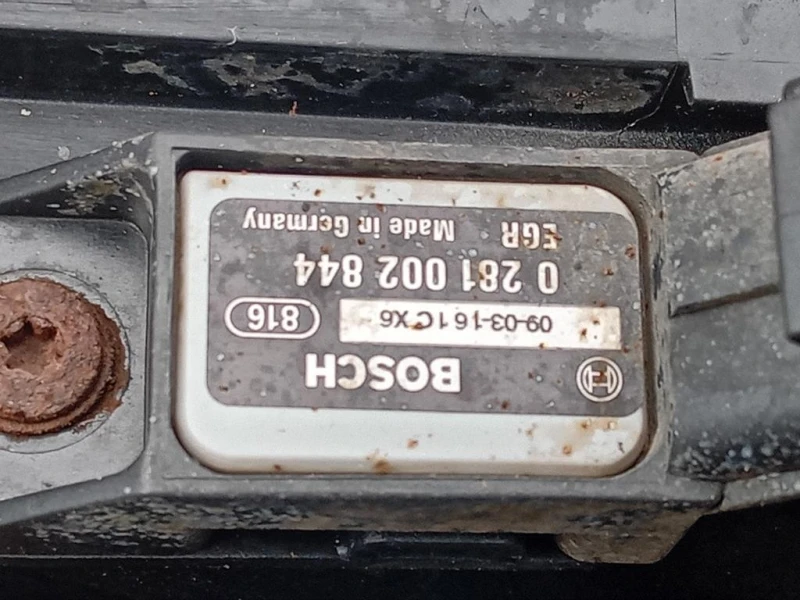 BOSCH
09-03-16 1C X6 816
0 281 002 844
EGR Made in Germany